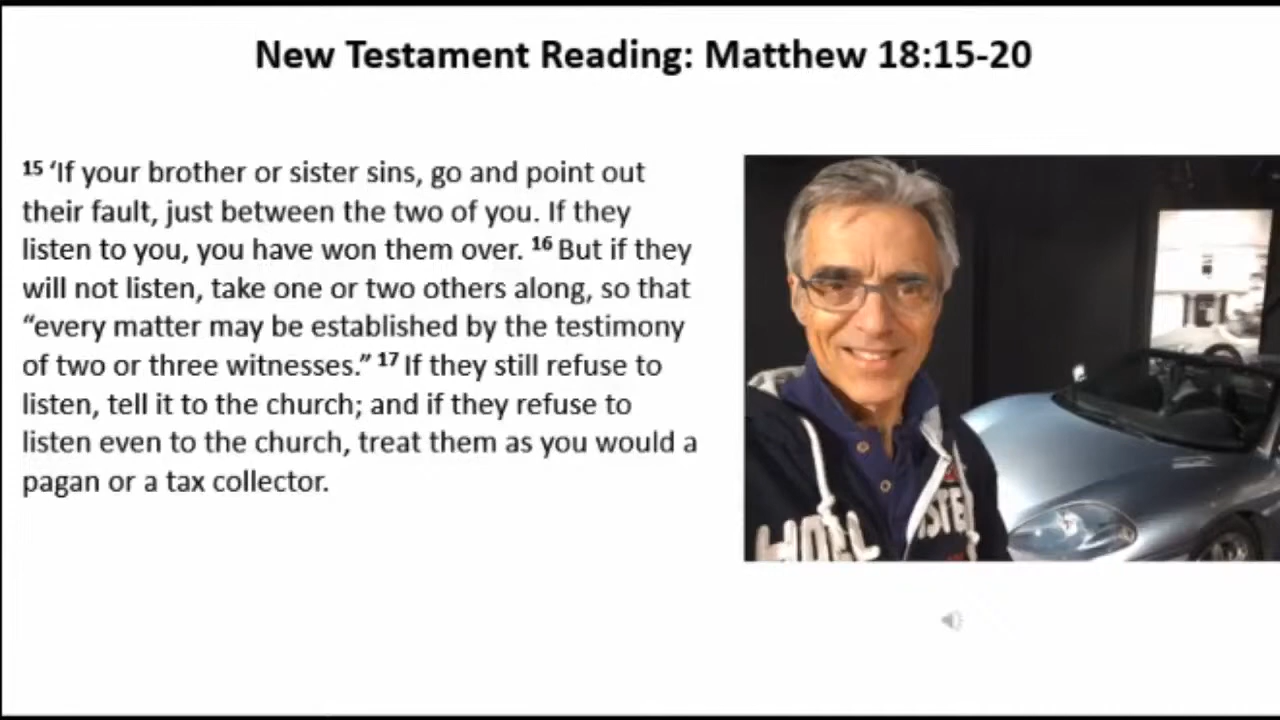 New Testament Reading: Matthew 18:15-20
15 ‘If your brother or sister sins, go and point out
their fault, just between the two of you. If they
listen to you, you have won them over. 16 But if they
will not listen, take one or two others along, so that
“every matter may be established by the testimony
of two or three witnesses.” 17 If they still refuse to
listen, tell it to the church; and if they refuse to
listen even to the church, treat them as you would a
pagan or a tax collector.